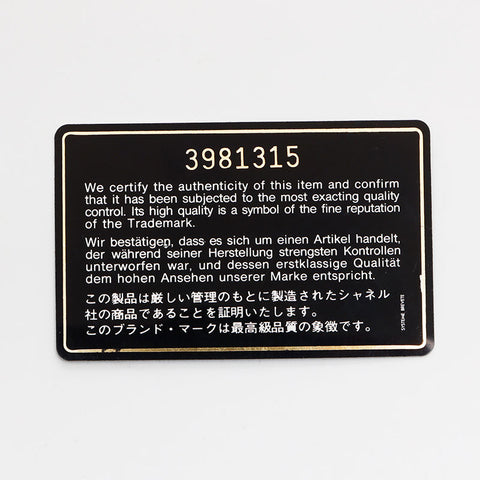 3981315
We certify the authenticity of this item and confirm
that it has been subjected to the most exacting quality
control. Its high quality is a symbol of the fine reputation
of the Trademark.
Wir bestätigen, dass es sich um einen Artikel handelt,
der während seiner Herstellung strengsten Kontrollen
unterworfen war, und dessen erstklassige Qualität
dem hohen Ansehen unserer Marke entspricht.
この製品は厳しい管理のもとに製造されたシャネル
社の商品であることを証明いたします。
このブランド・マークは最高級品質の象徴です。
SYSTEME BREVETE